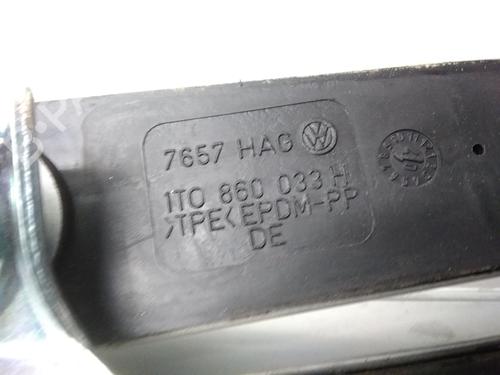 7657 HAG
1T0 860 033 H
>TPE<EPDM-PP
DE